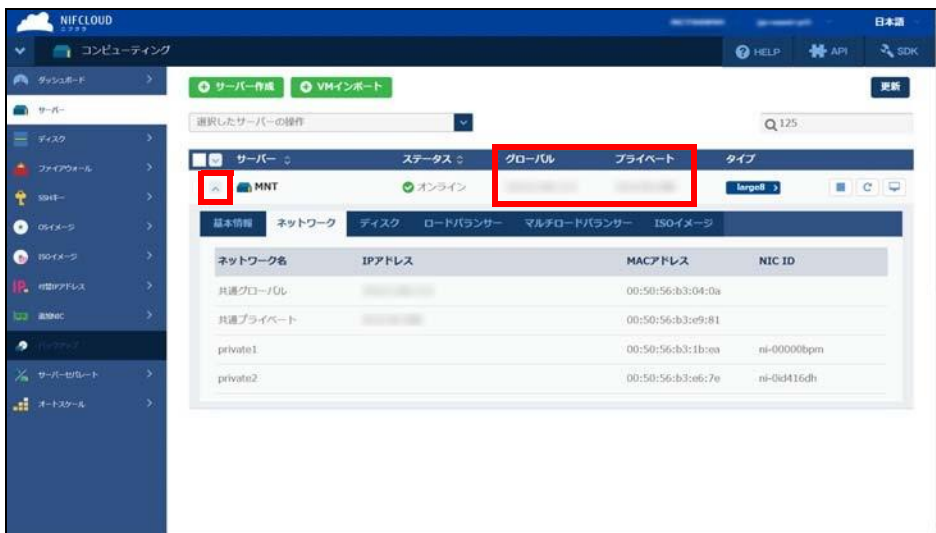 NIFCLOUD
ニフクラ
日本語
コンピューティング
HELP
API
SDK
ダッシュボード
サーバー
ディスク
ファイアウォール
SSHキー
OSイメージ
ISOイメージ
付替IPアドレス
追加NIC
バックアップ
サーバーセパレート
オートスケール
サーバー作成 VMインポート
更新
選択したサーバーの操作
125
サーバー ステータス グローバル プライベート タイプ
MNT オンライン large8
基本情報 ネットワーク ディスク ロードバランサー マルチロードバランサー ISOイメージ
ネットワーク名 IPアドレス MACアドレス NIC ID
共通グローバル 00:50:56:b3:04:0a
共通プライベート 00:50:56:b3:e9:81
private1 00:50:56:b3:1b:ea ni-00000bpm
private2 00:50:56:b3:e6:7e ni-0id416dh